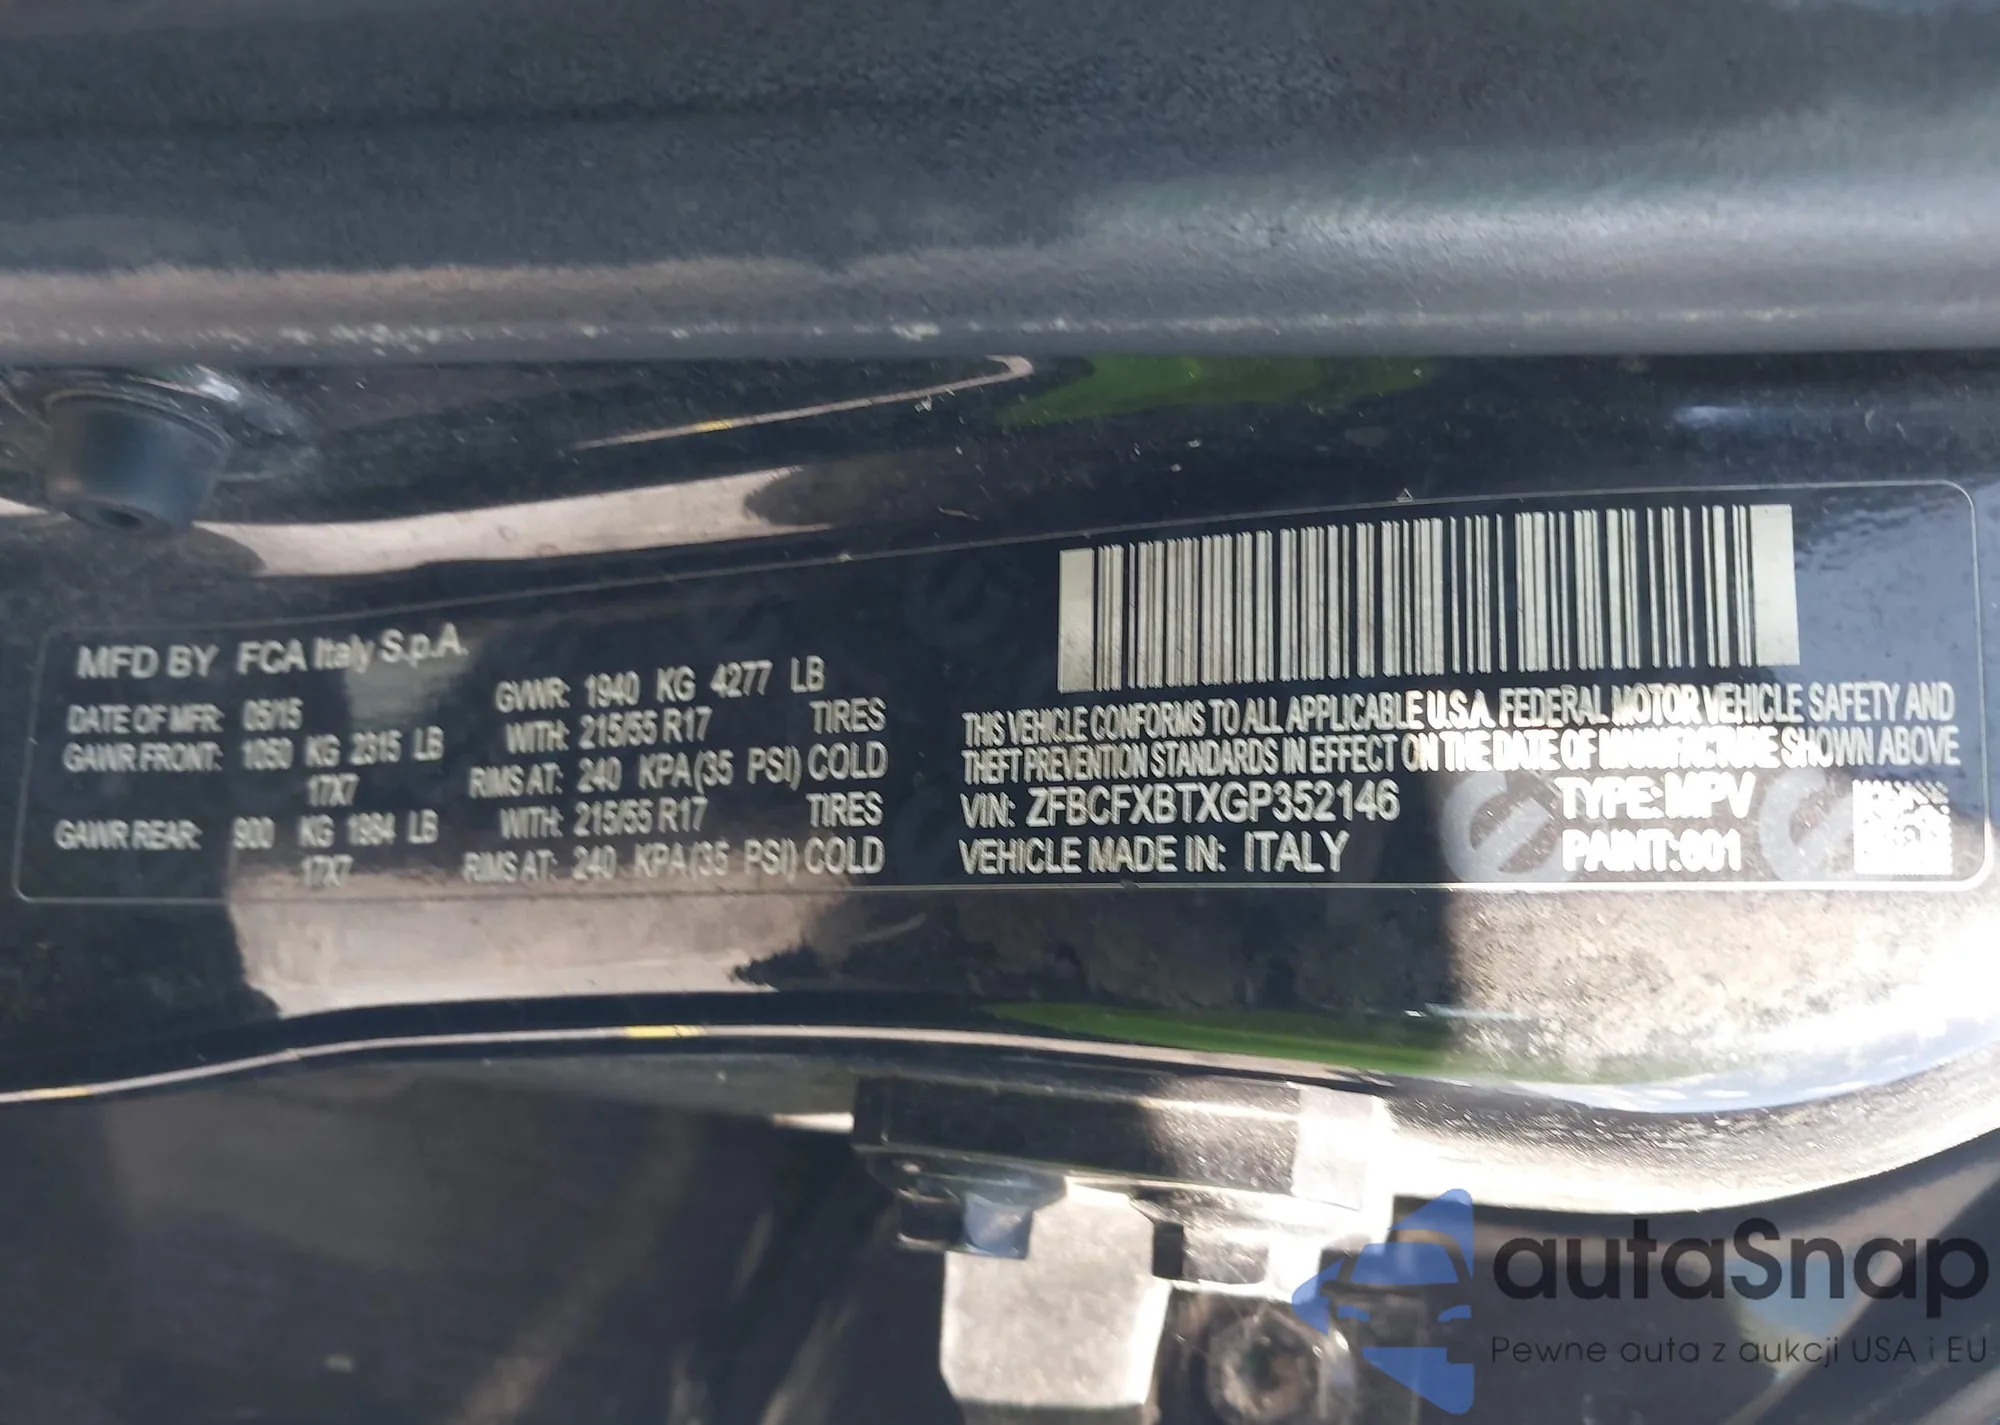 MFD BY FCA Italy S.p.A.
DATE OF MFR: 05/15
GAWR FRONT: 1050 KG 2315 LB
17X7
GAWR REAR: 900 KG 1984 LB
17X7
GVWR: 1940 KG 4277 LB
WITH: 215/55 R17 TIRES
RIMS AT: 240 KPA(35 PSI) COLD
WITH: 215/55 R17 TIRES
RIMS AT: 240 KPA(35 PSI) COLD
THIS VEHICLE CONFORMS TO ALL APPLICABLE U.S.A. FEDERAL MOTOR VEHICLE SAFETY AND
THEFT PREVENTION STANDARDS IN EFFECT ON THE DATE OF MANUFACTURE SHOWN ABOVE
VIN: ZFBCFXBTXGP352146 TYPE: MPV
VEHICLE MADE IN: ITALY PAINT: 601
autaSnap
Pewne auta z aukcji USA i EU